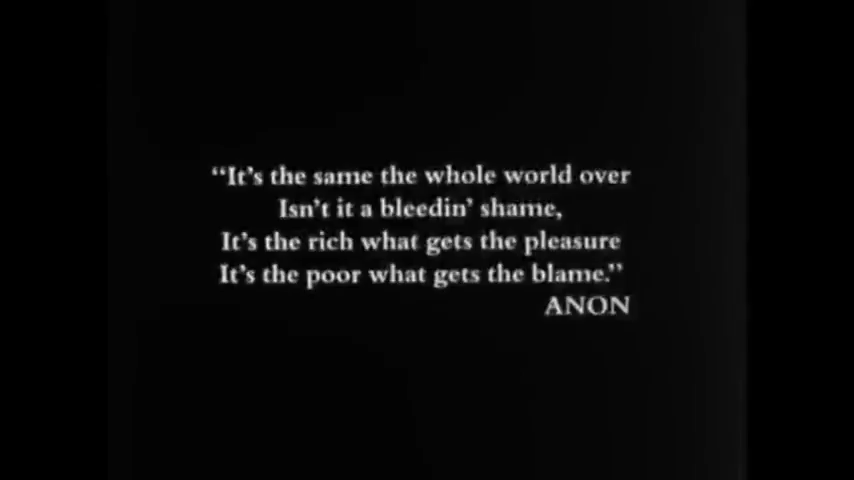 “It’s the same the whole world over
Isn’t it a bleedin’ shame,
It’s the rich what gets the pleasure
It’s the poor what gets the blame.”
ANON